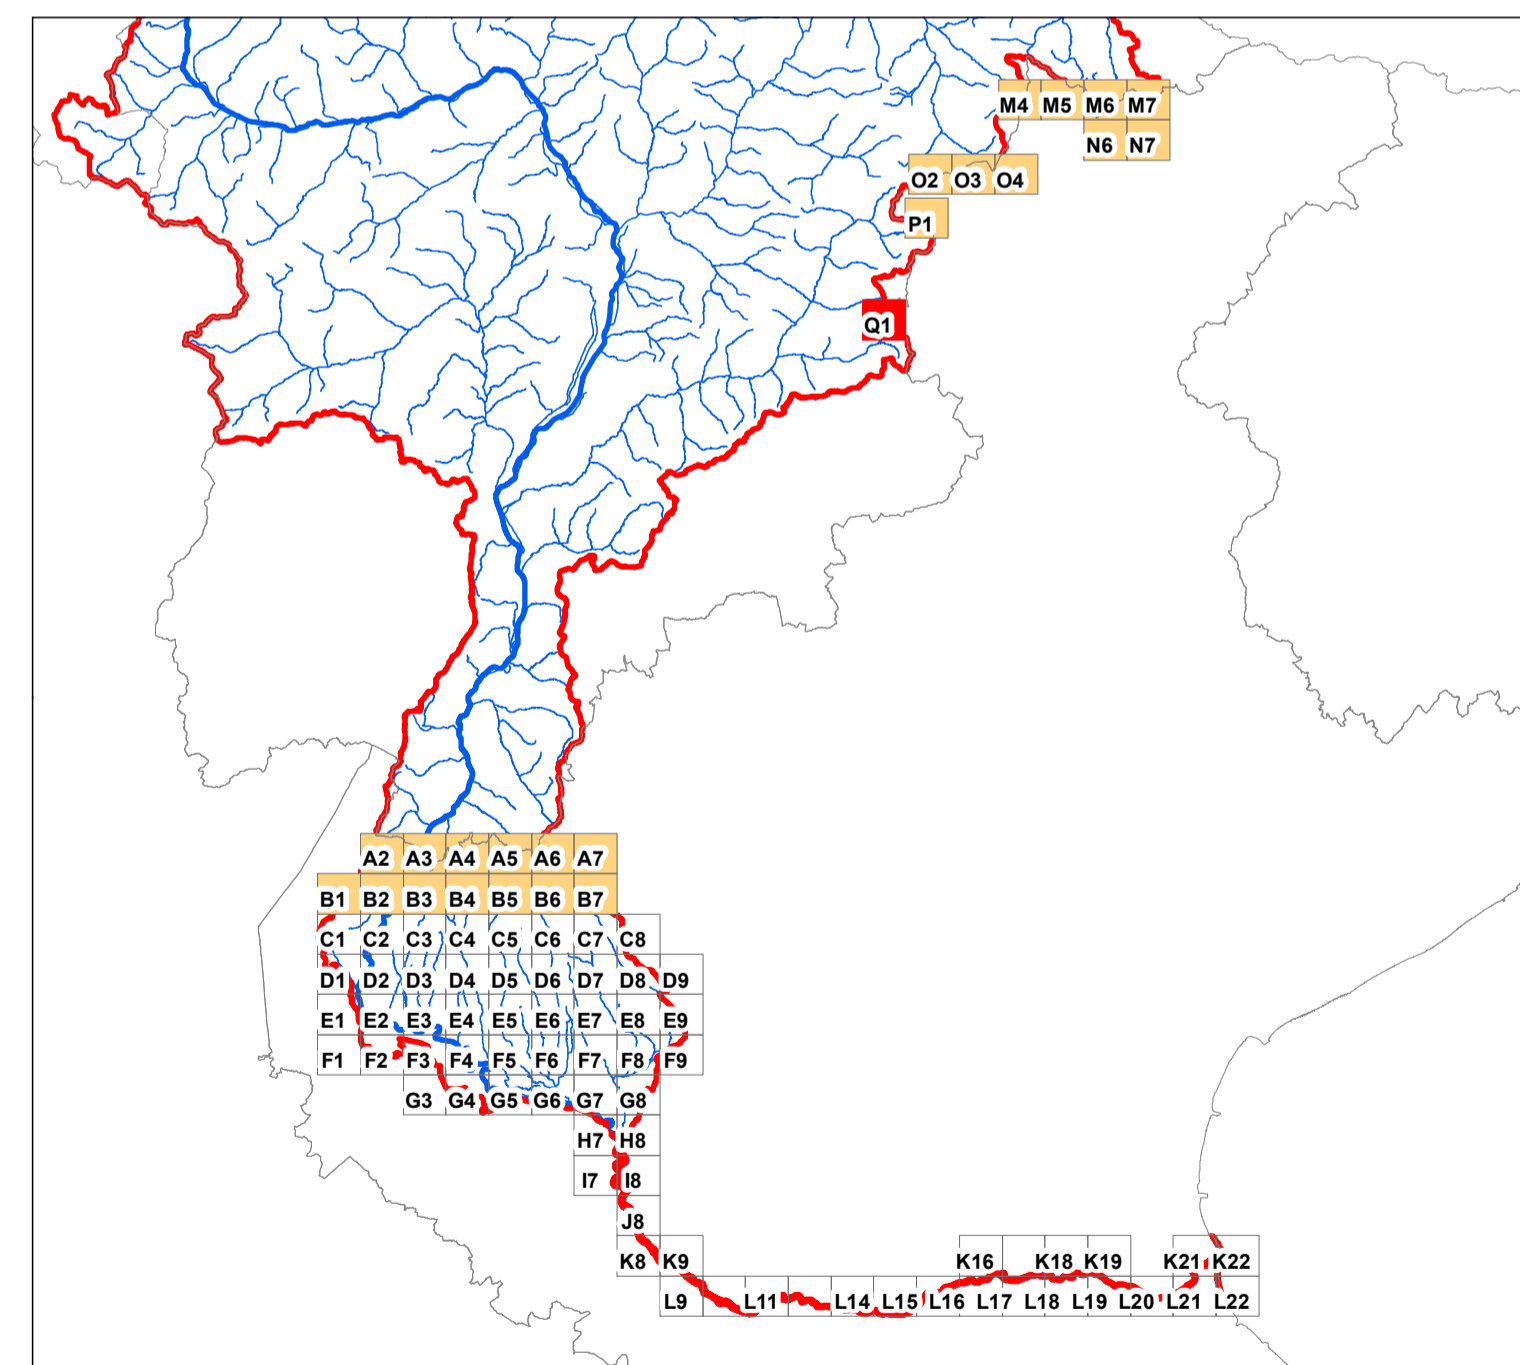 M4 M5 M6 M7
N6 N7
O2 O3 O4
P1
Q1
A2 A3 A4 A5 A6 A7
B1 B2 B3 B4 B5 B6 B7
C1 C2 C3 C4 C5 C6 C7 C8
D1 D2 D3 D4 D5 D6 D7 D8 D9
E1 E2 E3 E4 E5 E6 E7 E8 E9
F1 F2 F3 F4 F5 F6 F7 F8 F9
G3 G4 G5 G6 G7 G8
H7 H8
I7 I8
J8
K8 K9 K16 K18 K19 K21 K22
L9 L11 L14 L15 L16 L17 L18 L19 L20 L21 L22